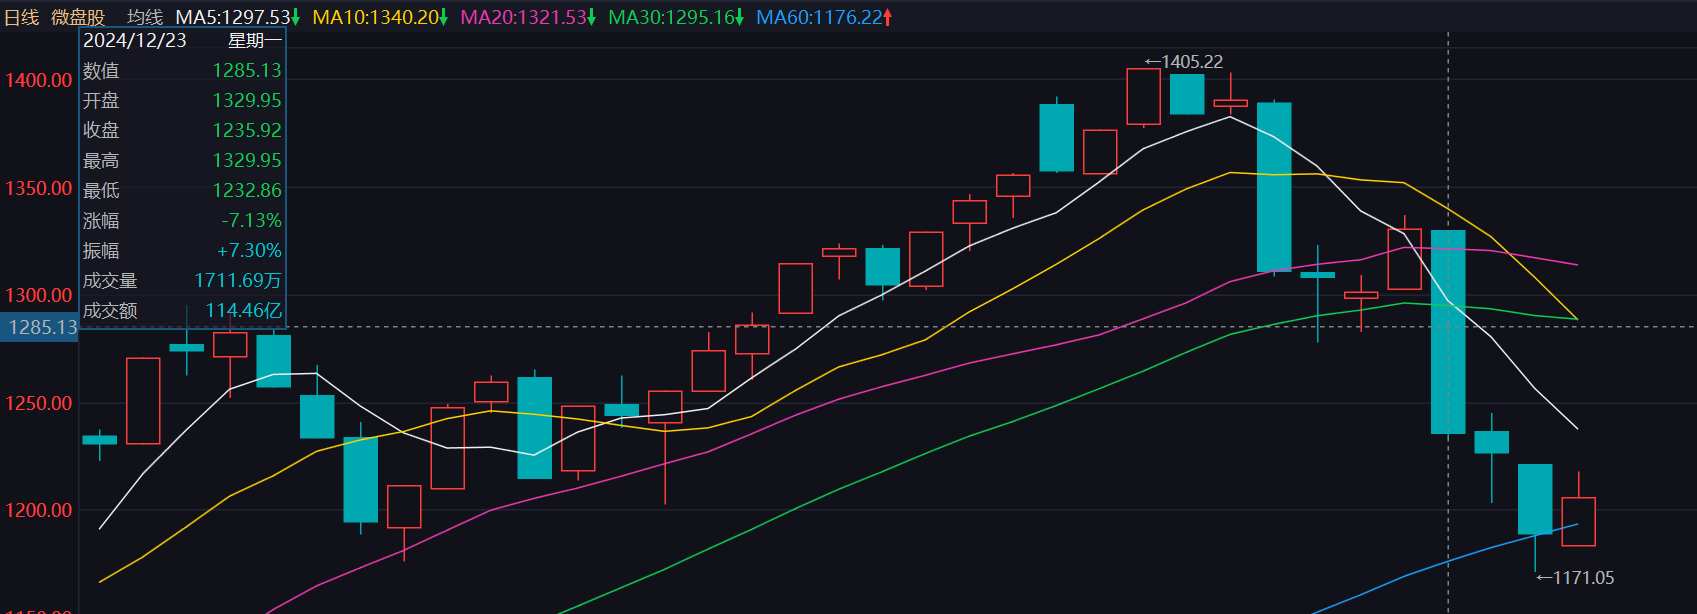 日线 微盘股 均线 MA5:1297.53↓ MA10:1340.20↓ MA20:1321.53↓ MA30:1295.16↓ MA60:1176.22↑
2024/12/23 星期一
数值 1285.13
开盘 1329.95
收盘 1235.92
最高 1329.95
最低 1232.86
涨幅 -7.13%
振幅 +7.30%
成交量 1711.69万
成交额 114.46亿
1400.00
1350.00
1300.00
1285.13
1250.00
1200.00
←1405.22
←1171.05